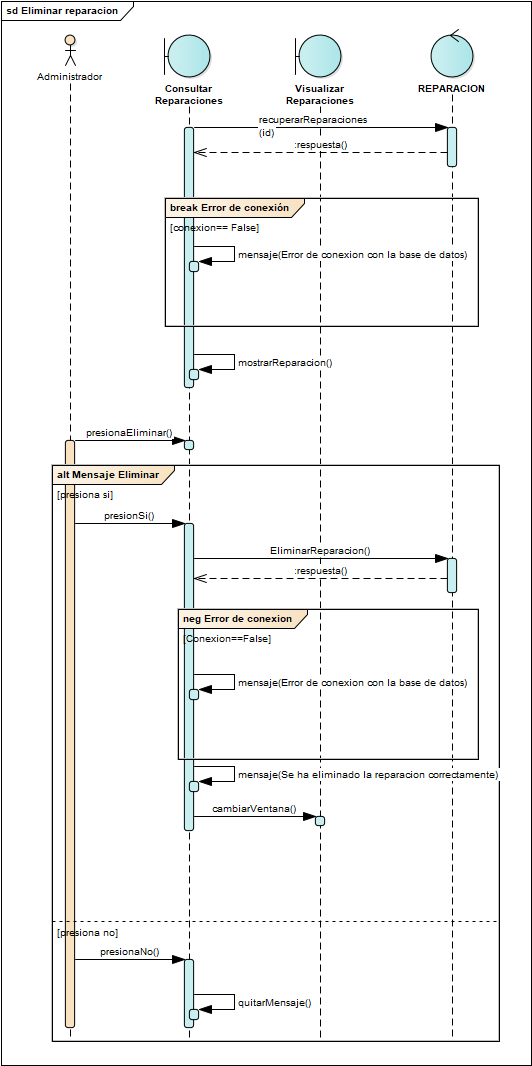 sd Eliminar reparacion
Administrador
Consultar
Reparaciones
Visualizar
Reparaciones
REPARACION
recuperarReparaciones
(id)
:respuesta()
break Error de conexión
[conexion== False]
mensaje(Error de conexion con la base de datos)
mostrarReparacion()
presionaEliminar()
alt Mensaje Eliminar
[presiona si]
presionSi()
EliminarReparacion()
:respuesta()
neg Error de conexion
[Conexion==False]
mensaje(Error de conexion con la base de datos)
mensaje(Se ha eliminado la reparacion correctamente)
cambiarVentana()
[presiona no]
presionaNo()
quitarMensaje()